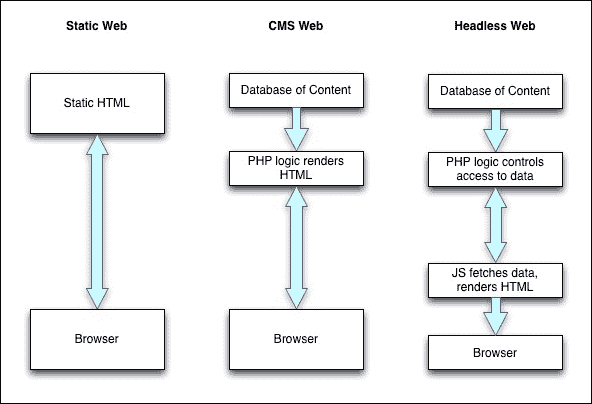 Static Web
Static HTML
Browser
CMS Web
Database of Content
PHP logic renders
HTML
Browser
Headless Web
Database of Content
PHP logic controls
access to data
JS fetches data,
renders HTML
Browser